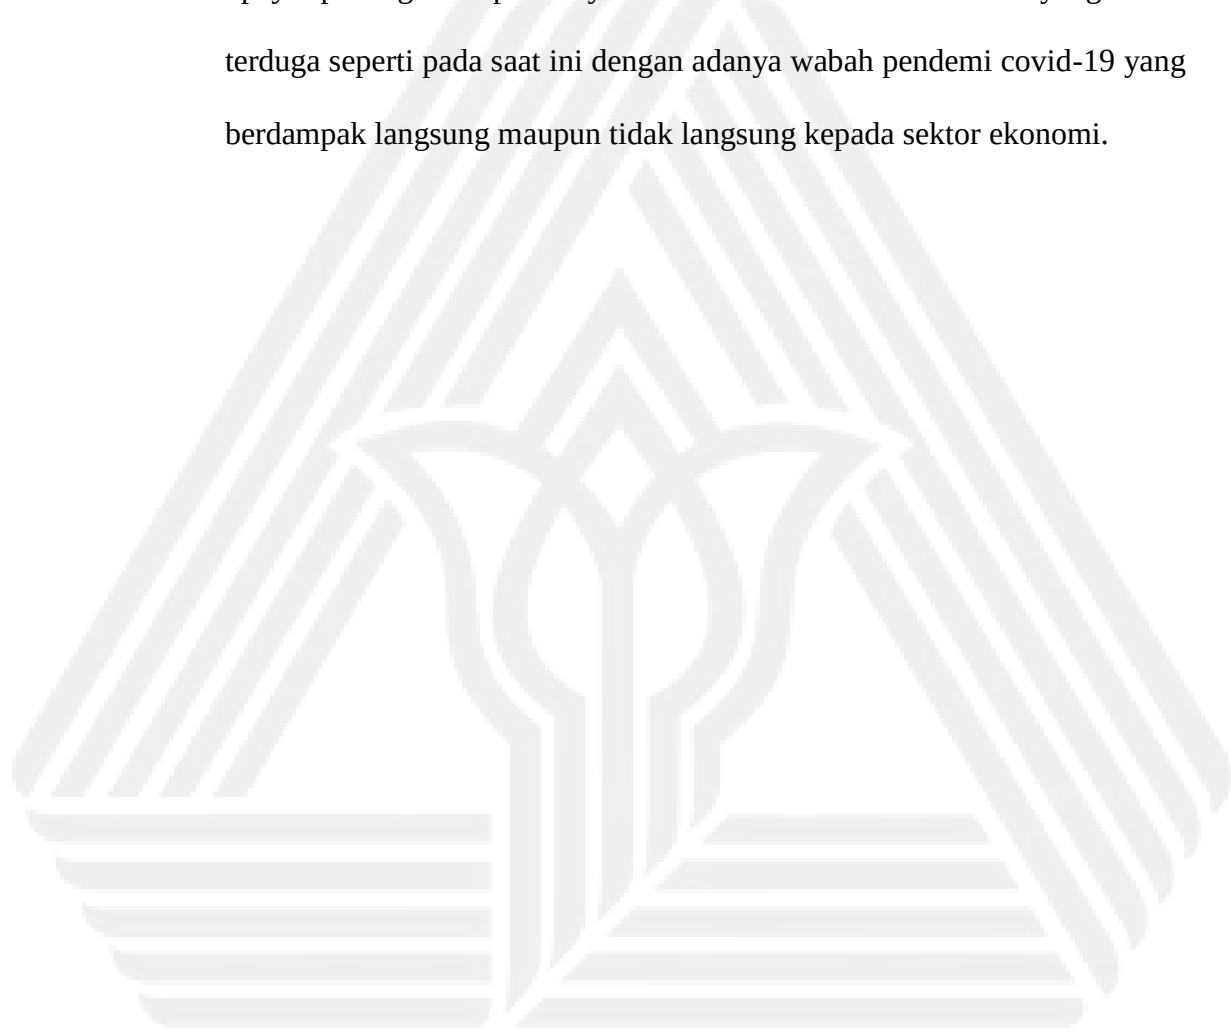 terduga seperti pada saat ini dengan adanya wabah pendemi covid-19 yang
berdampak langsung maupun tidak langsung kepada sektor ekonomi.